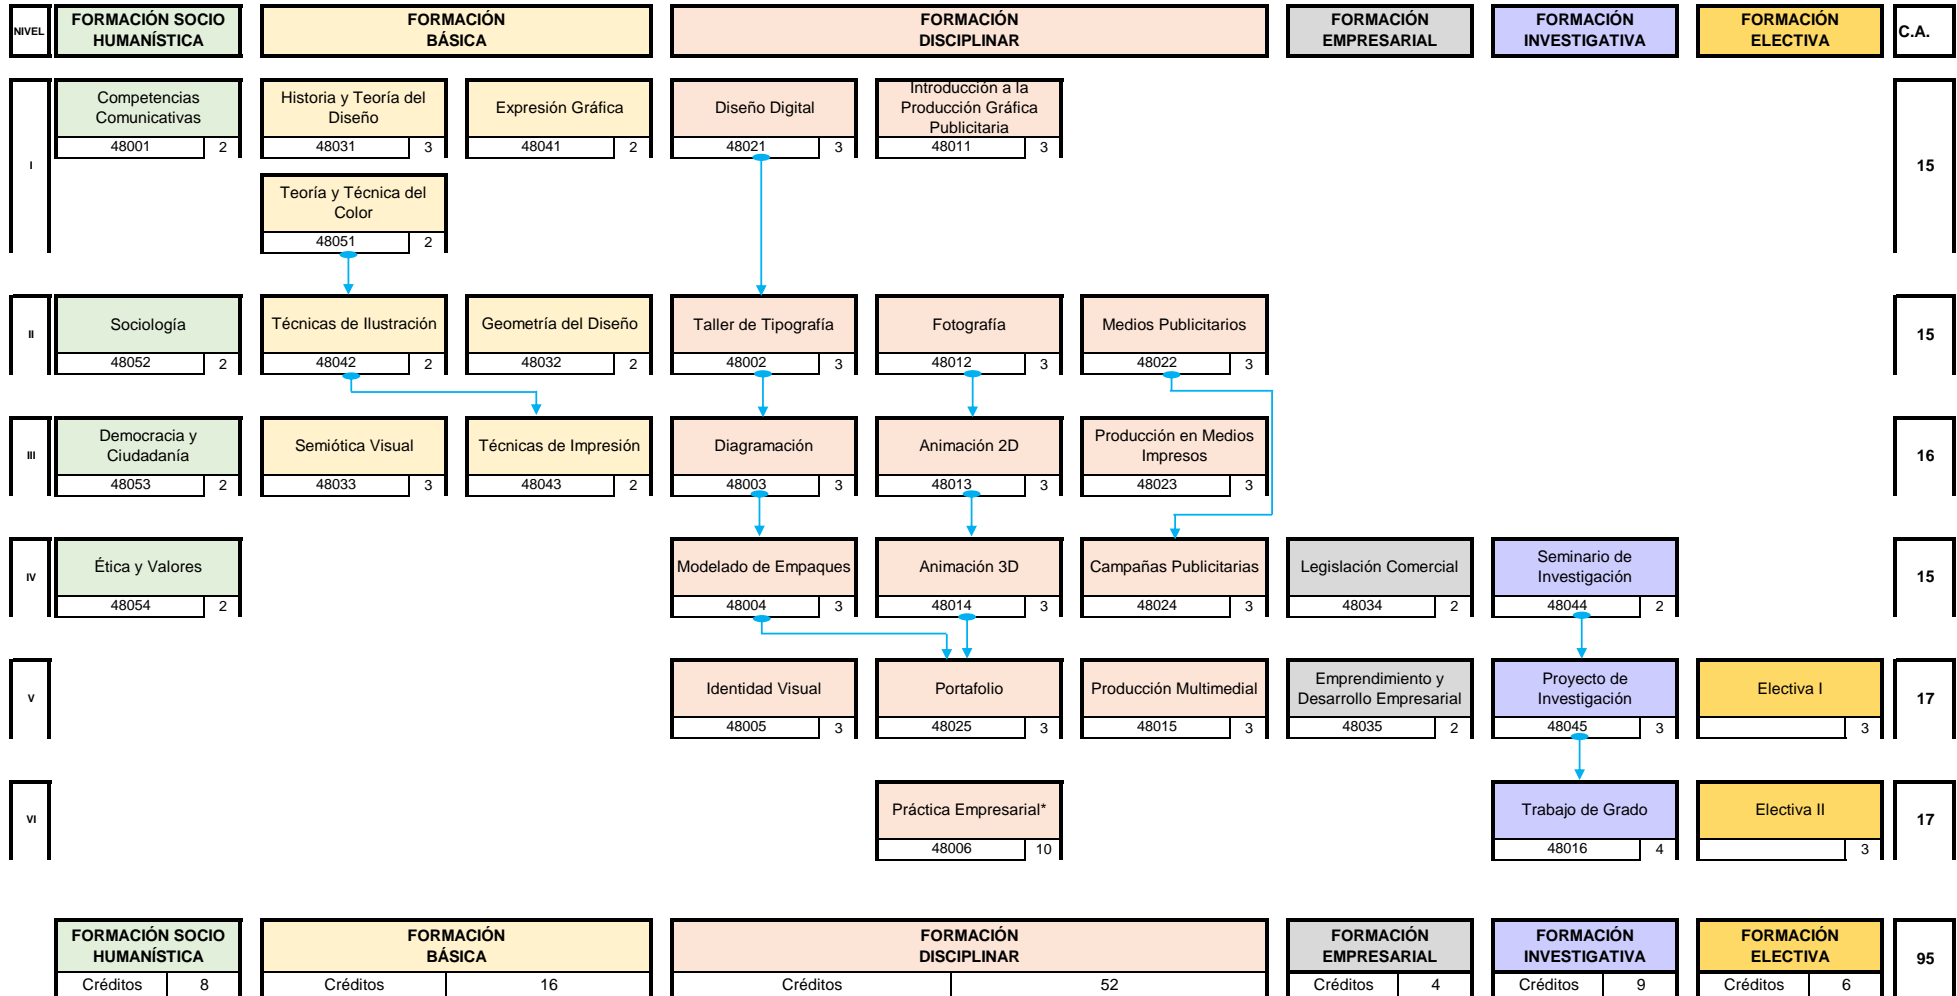 NIVEL
FORMACIÓN SOCIO
HUMANÍSTICA
FORMACIÓN
BÁSICA
FORMACIÓN
DISCIPLINAR
FORMACIÓN
EMPRESARIAL
FORMACIÓN
INVESTIGATIVA
FORMACIÓN
ELECTIVA
C.A.
I
Competencias
Comunicativas
48001 2
Historia y Teoría del
Diseño
48031 3
Expresión Gráfica
48041 2
Diseño Digital
48021 3
Introducción a la
Producción Gráfica
Publicitaria
48011 3
15
Teoría y Técnica del
Color
48051 2
II
Sociología
48052 2
Técnicas de Ilustración
48042 2
Geometría del Diseño
48032 2
Taller de Tipografía
48002 3
Fotografía
48012 3
Medios Publicitarios
48022 3
15
III
Democracia y
Ciudadanía
48053 2
Semiótica Visual
48033 3
Técnicas de Impresión
48043 2
Diagramación
48003 3
Animación 2D
48013 3
Producción en Medios
Impresos
48023 3
16
IV
Ética y Valores
48054 2
Modelado de Empaques
48004 3
Animación 3D
48014 3
Campañas Publicitarias
48024 3
Legislación Comercial
48034 2
Seminario de
Investigación
48044 2
15
V
Identidad Visual
48005 3
Portafolio
48025 3
Producción Multimedial
48015 3
Emprendimiento y
Desarrollo Empresarial
48035 2
Proyecto de
Investigación
48045 3
Electiva I
3
17
VI
Práctica Empresarial*
48006 10
Trabajo de Grado
48016 4
Electiva II
3
17
FORMACIÓN SOCIO
HUMANÍSTICA
Créditos 8
FORMACIÓN
BÁSICA
Créditos 16
FORMACIÓN
DISCIPLINAR
Créditos 52
FORMACIÓN
EMPRESARIAL
Créditos 4
FORMACIÓN
INVESTIGATIVA
Créditos 9
FORMACIÓN
ELECTIVA
Créditos 6
95